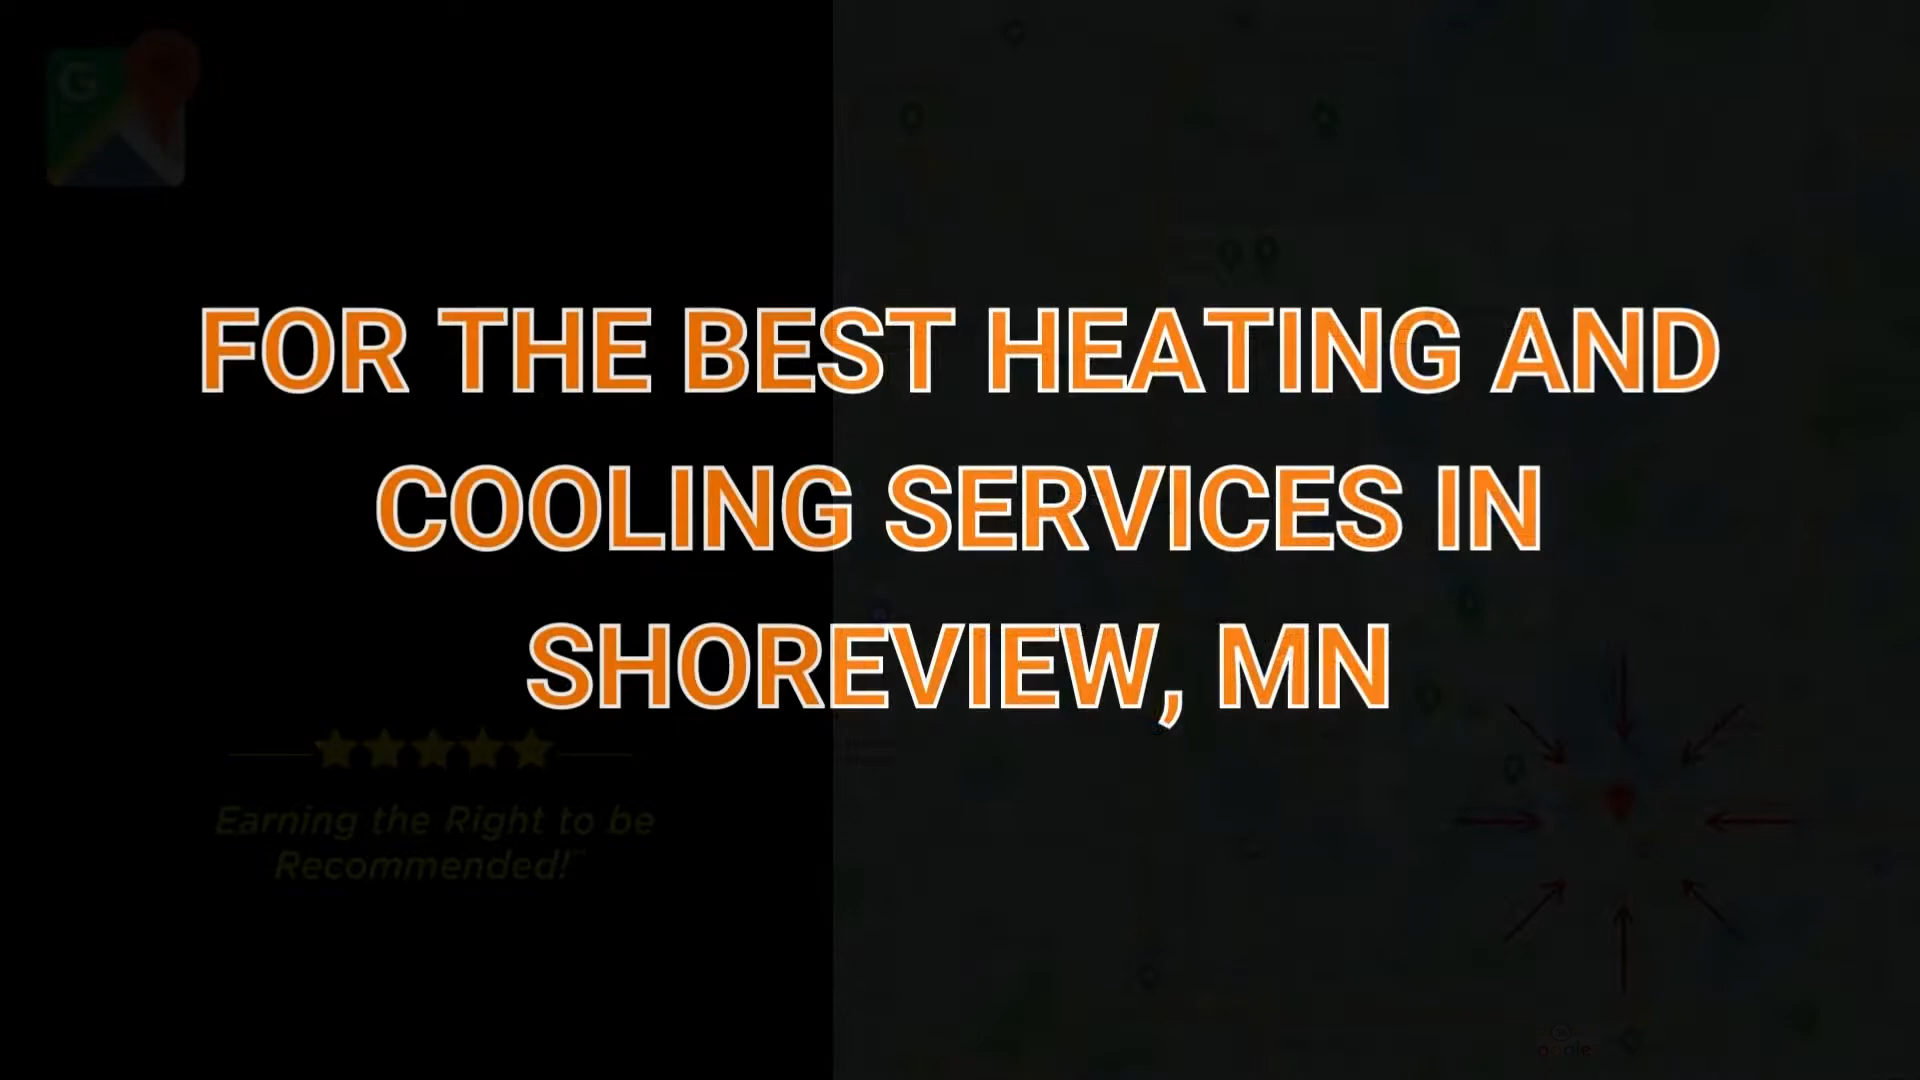 G
FOR THE BEST HEATING AND
COOLING SERVICES IN
SHOREVIEW, MN
Earning the Right to be
Recommended!